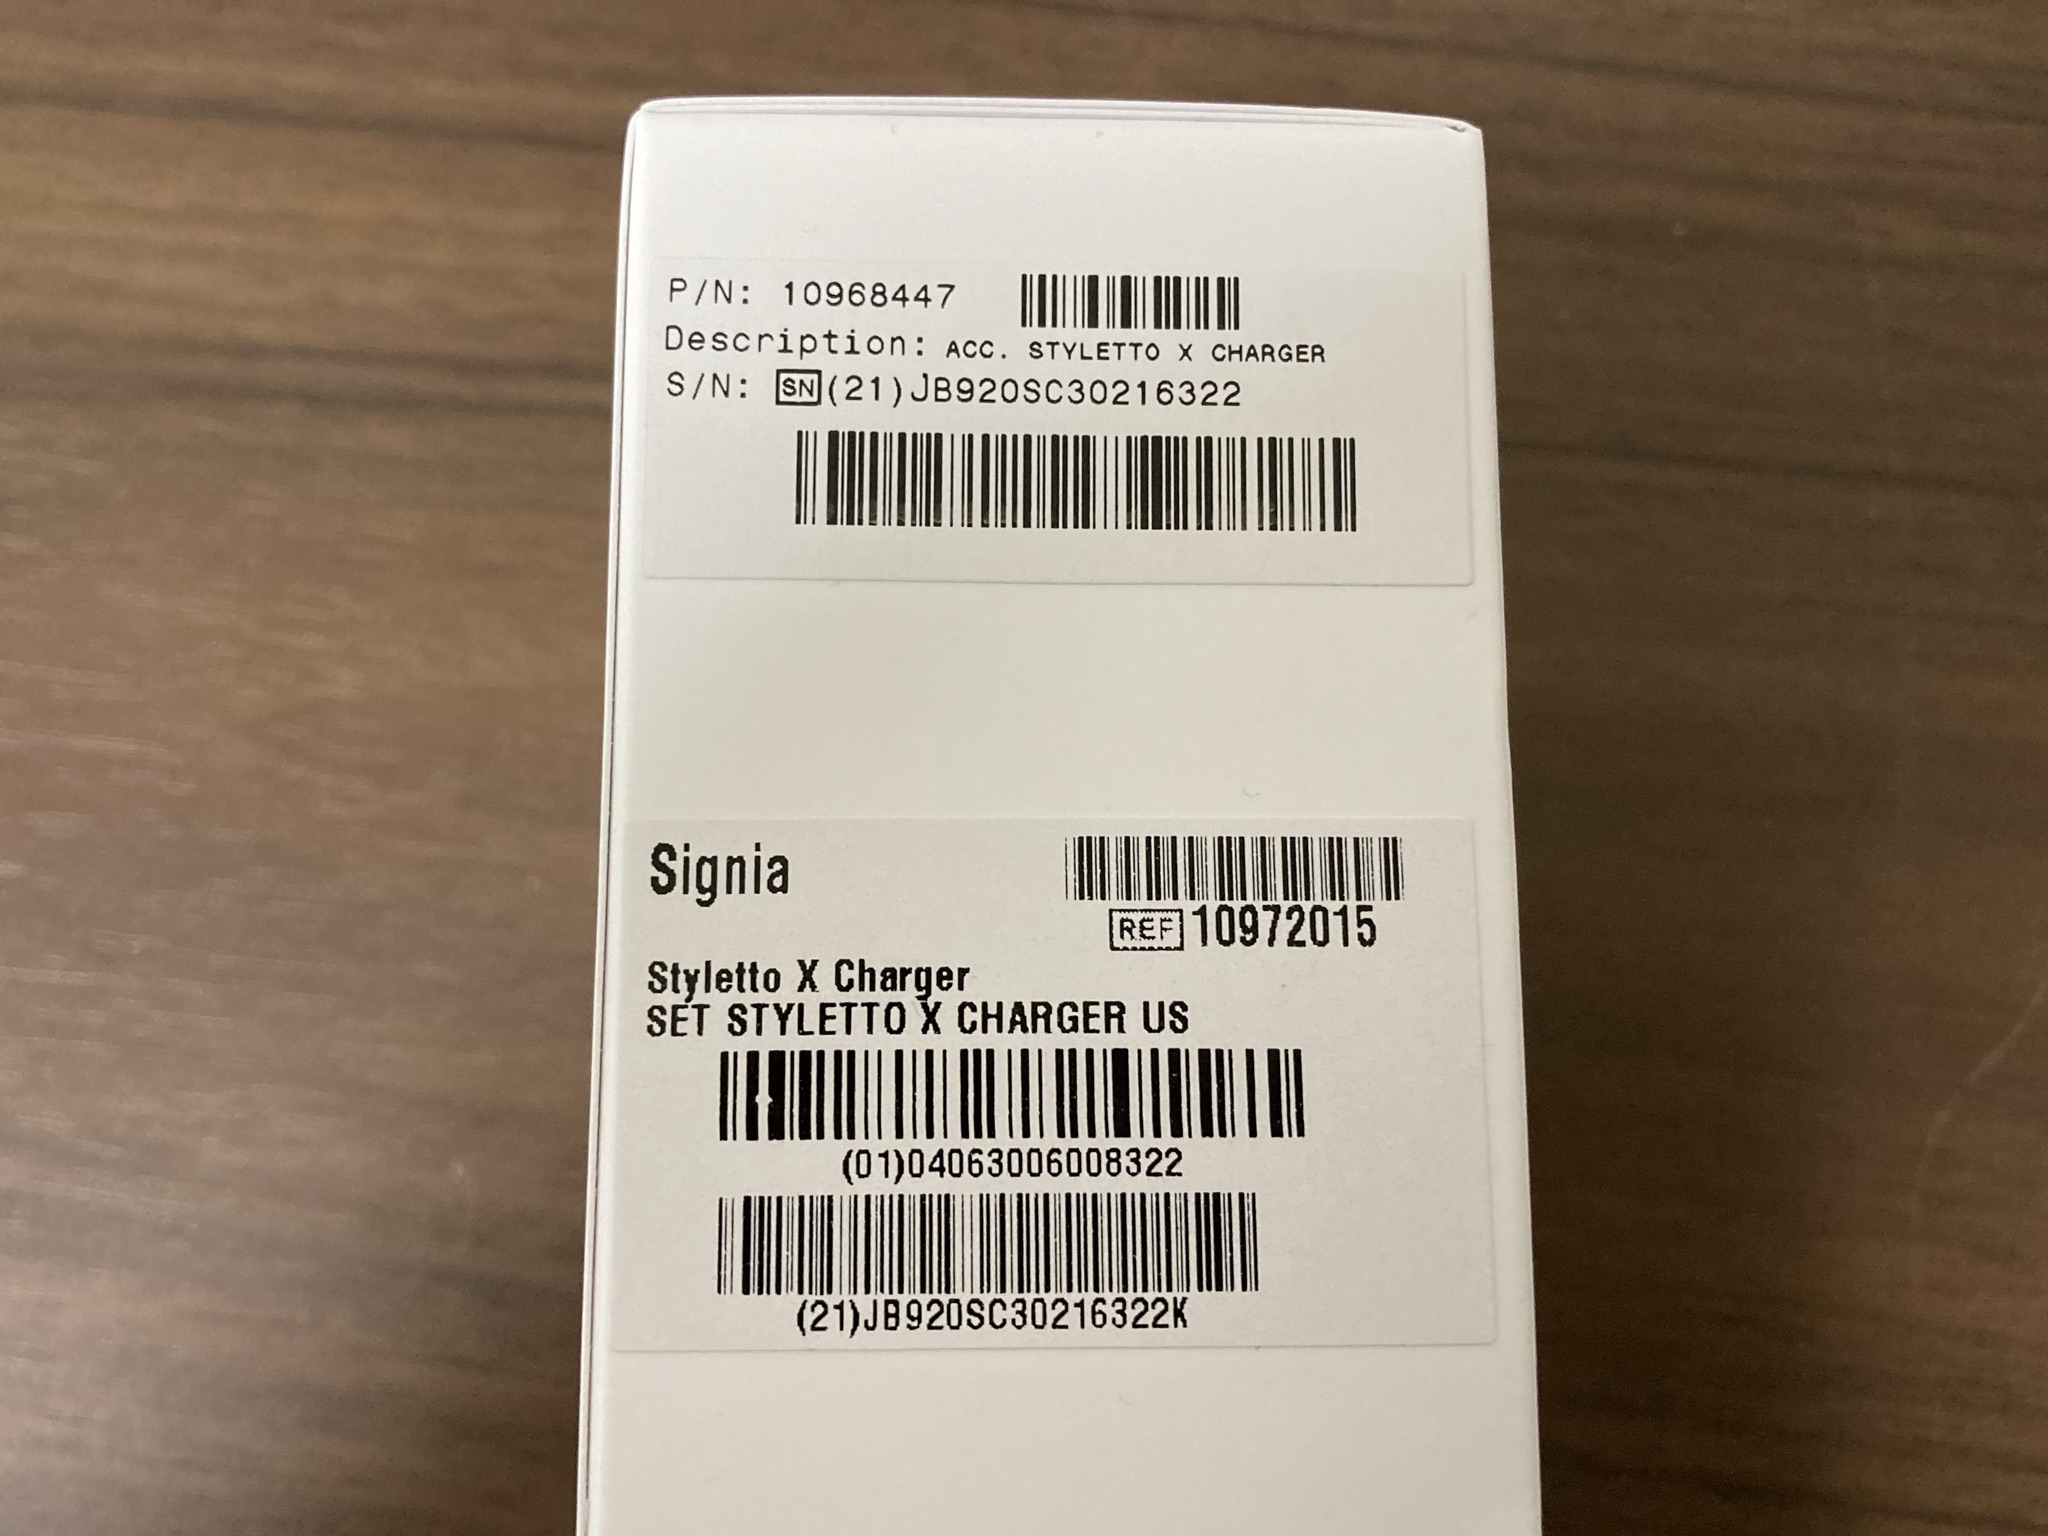 P/N: 10968447
Description: ACC. STYLETTO X CHARGER
S/N: SN (21)JB920SC30216322
Signia
REF 10972015
Styletto X Charger
SET STYLETTO X CHARGER US
(01)04063006008322
(21)JB920SC30216322K